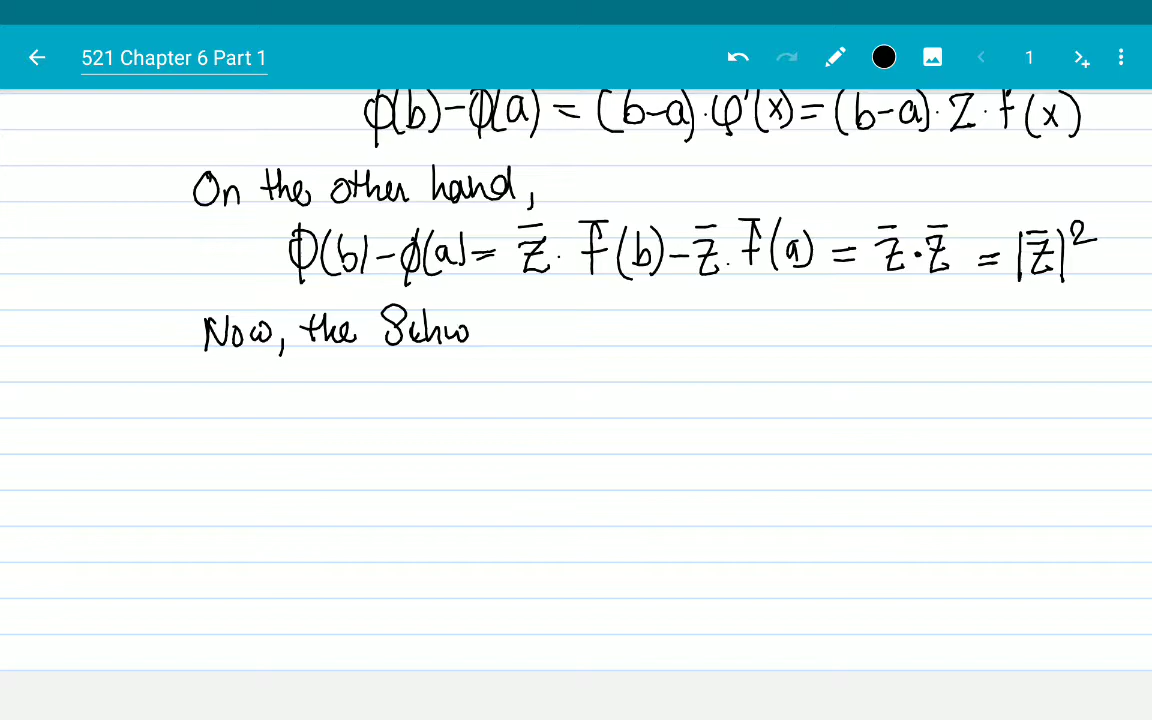 521 Chapter 6 Part 1
1
ϕ(b)-ϕ(a) = (b-a)·φ'(x) = (b-a)·z·f'(x)
On the other hand,
ϕ(b)-ϕ(a) = z̄·f̄(b)-z̄·f̄(a) = z̄·z̄ = |z̄|²
Now, the Schw